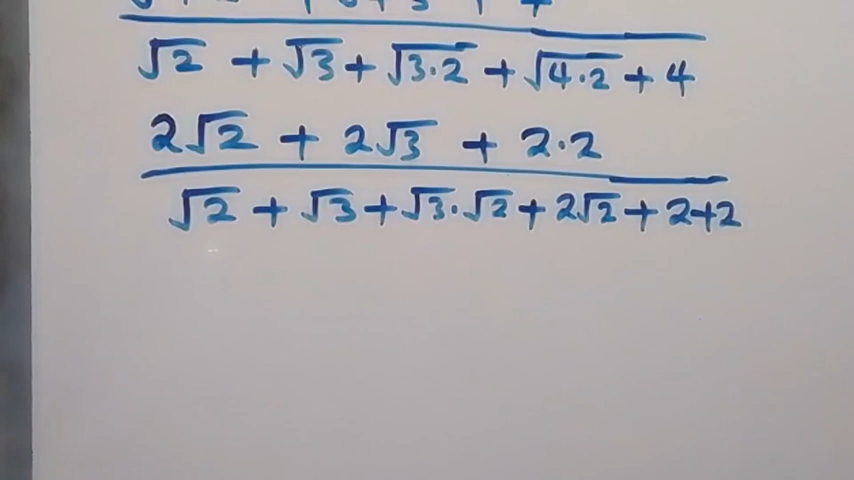 √2 + √3 + √3·2 + √4·2 + 4
2√2 + 2√3 + 2·2
√2 + √3 + √3·√2 + 2√2 + 2+2